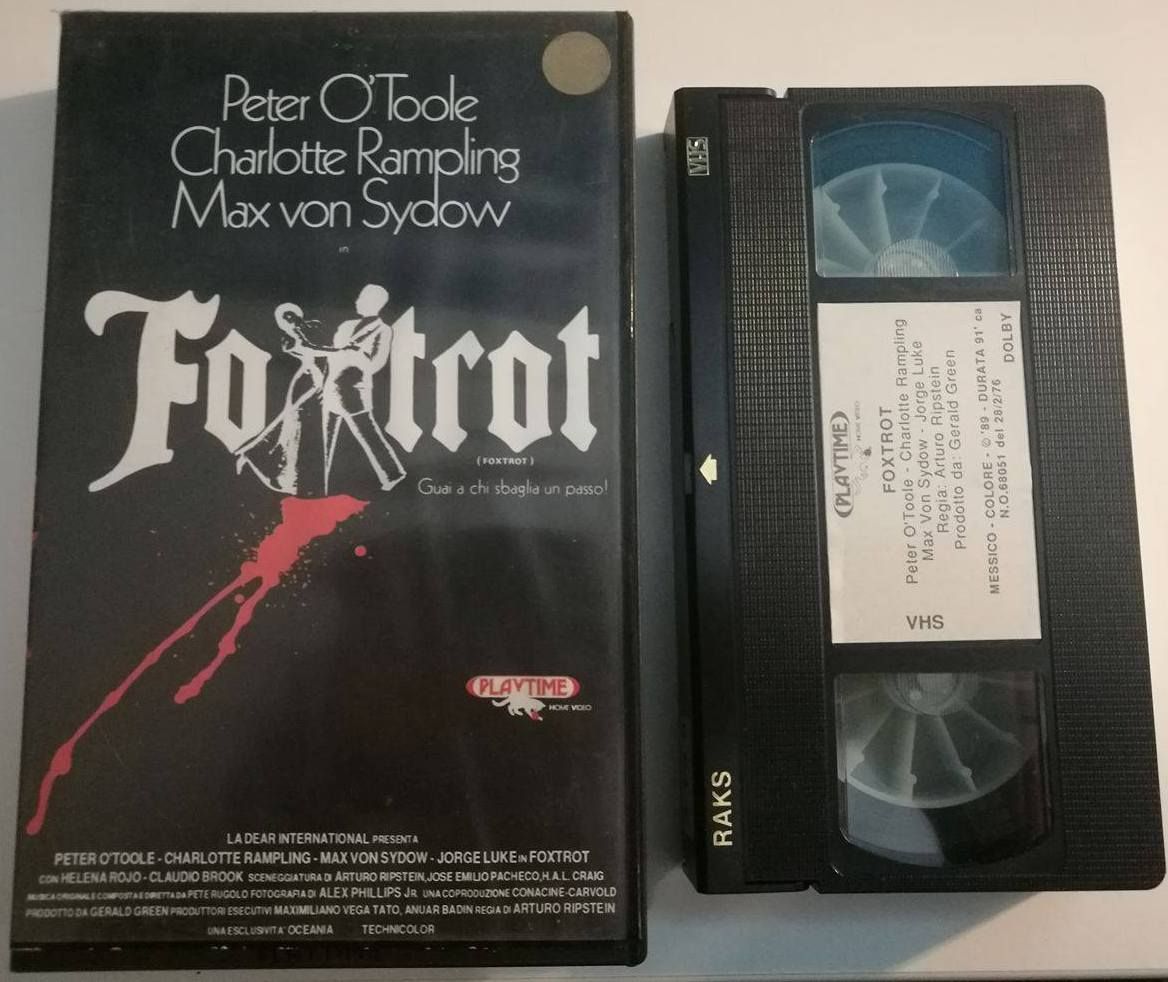 Peter O'Toole
Charlotte Rampling
Max von Sydow
in
Foxtrot
(FOXTROT)
Guai a chi sbaglia un passo!
PLAYTIME
HOME VIDEO
LA DEAR INTERNATIONAL PRESENTA
PETER O'TOOLE - CHARLOTTE RAMPLING - MAX VON SYDOW - JORGE LUKE IN FOXTROT
CON HELENA ROJO - CLAUDIO BROOK SCENEGGIATURA DI ARTURO RIPSTEIN, JOSE EMILIO PACHECO, H.A.L. CRAIG
MUSICA ORIGINALE COMPOSTA E DIRETTA DA PETE RUGOLO FOTOGRAFIA DI ALEX PHILLIPS JR. UNA COPRODUZIONE CONACINE-CARVOLD
PRODOTTO DA GERALD GREEN PRODUTTORI ESECUTIVI MAXIMILIANO VEGA TATO, ANUAR BADIN REGIA DI ARTURO RIPSTEIN
UNA ESCLUSIVITA' OCEANIA TECHNICOLOR
VHS
RAKS
PLAYTIME
HOME VIDEO
FOXTROT
Peter O'Toole - Charlotte Rampling
Max Von Sydow - Jorge Luke
Regia: Arturo Ripstein
Prodotto da: Gerald Green
MESSICO - COLORE - © '89 - DURATA 91' ca
N.O.68051 del 28/2/76
DOLBY
VHS